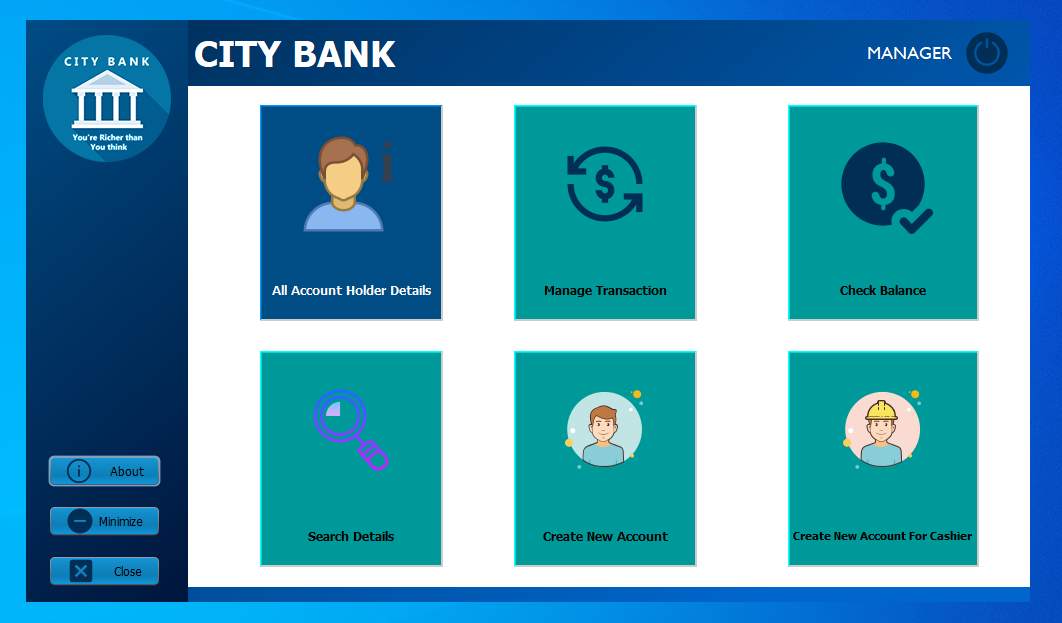 CITY BANK
You're Richer than
You think
CITY BANK
MANAGER
All Account Holder Details
Manage Transaction
Check Balance
Search Details
Create New Account
Create New Account For Cashier
About
Minimize
Close